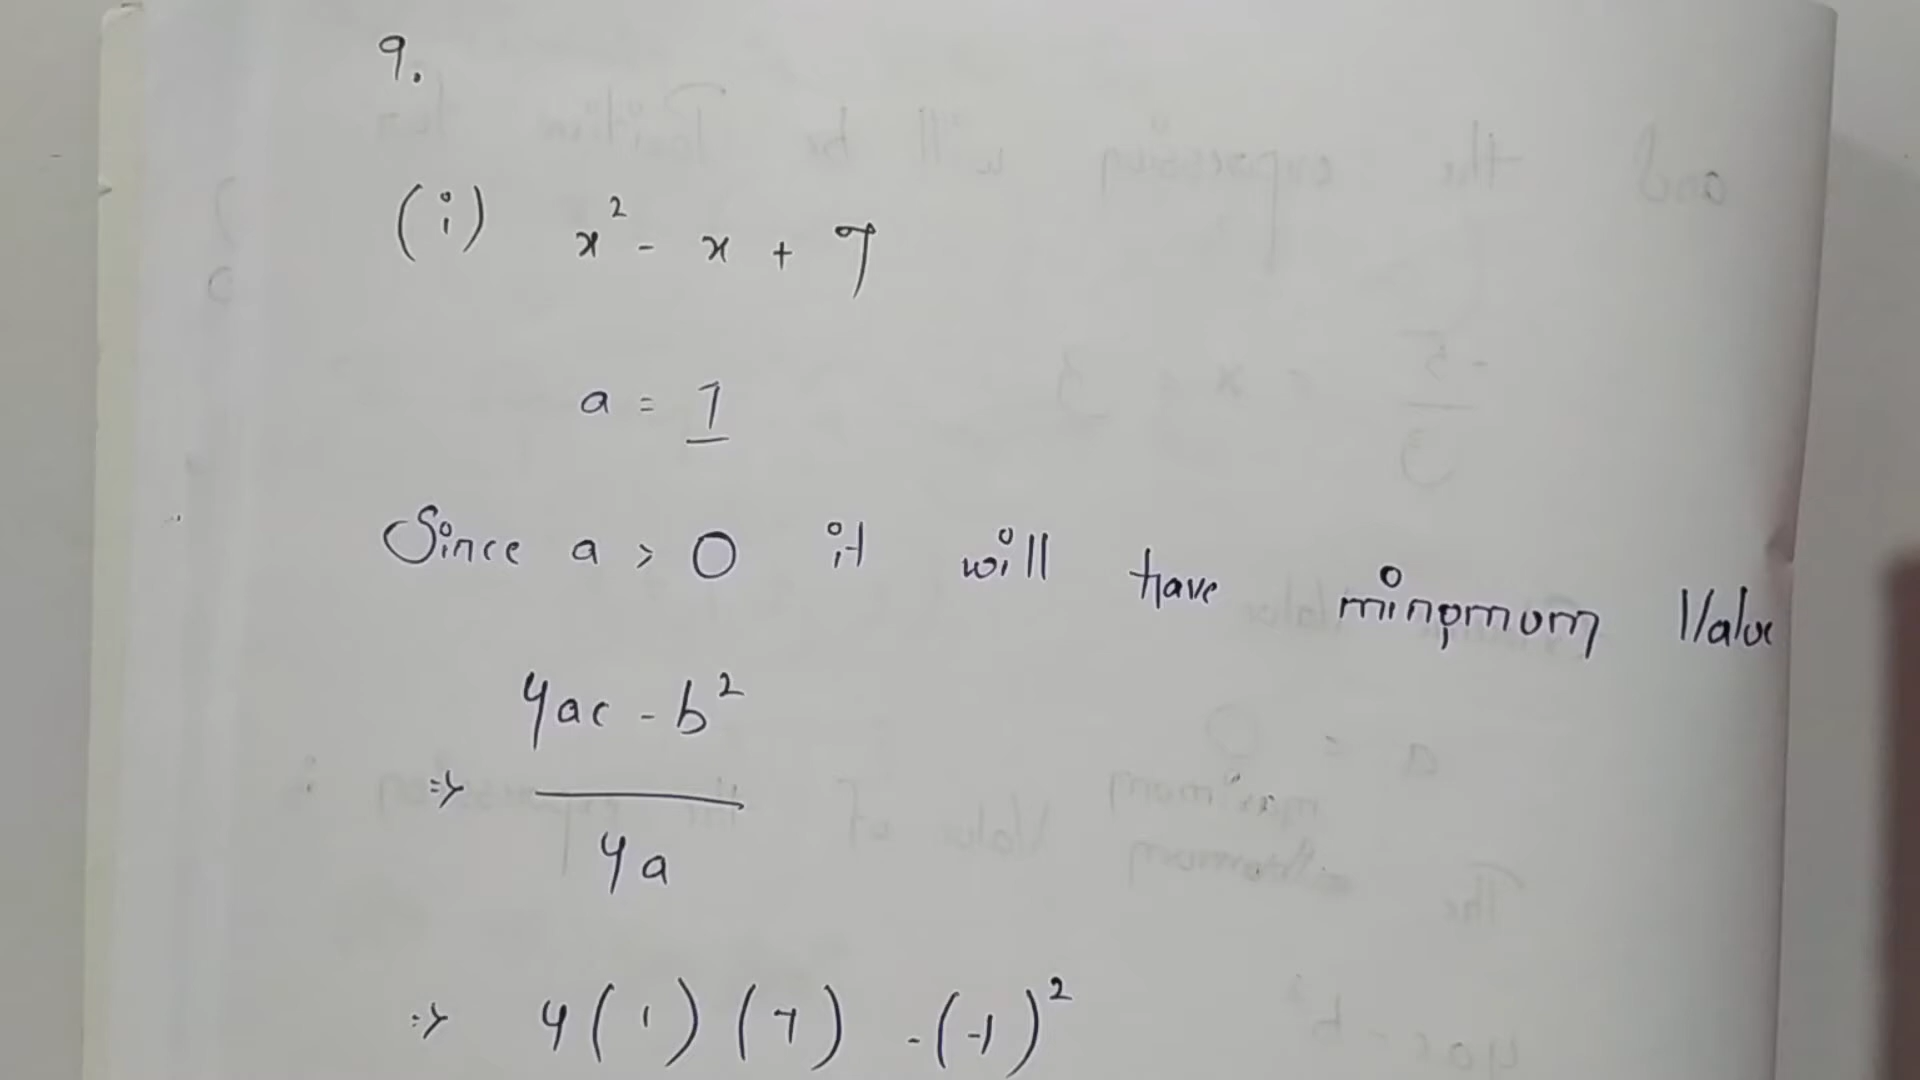 9.
(i) x² - x + 7
a = 1
Since a > 0 it will have minimum Value
⇒ 4ac - b² / 4a
⇒ 4(1)(7) - (-1)²